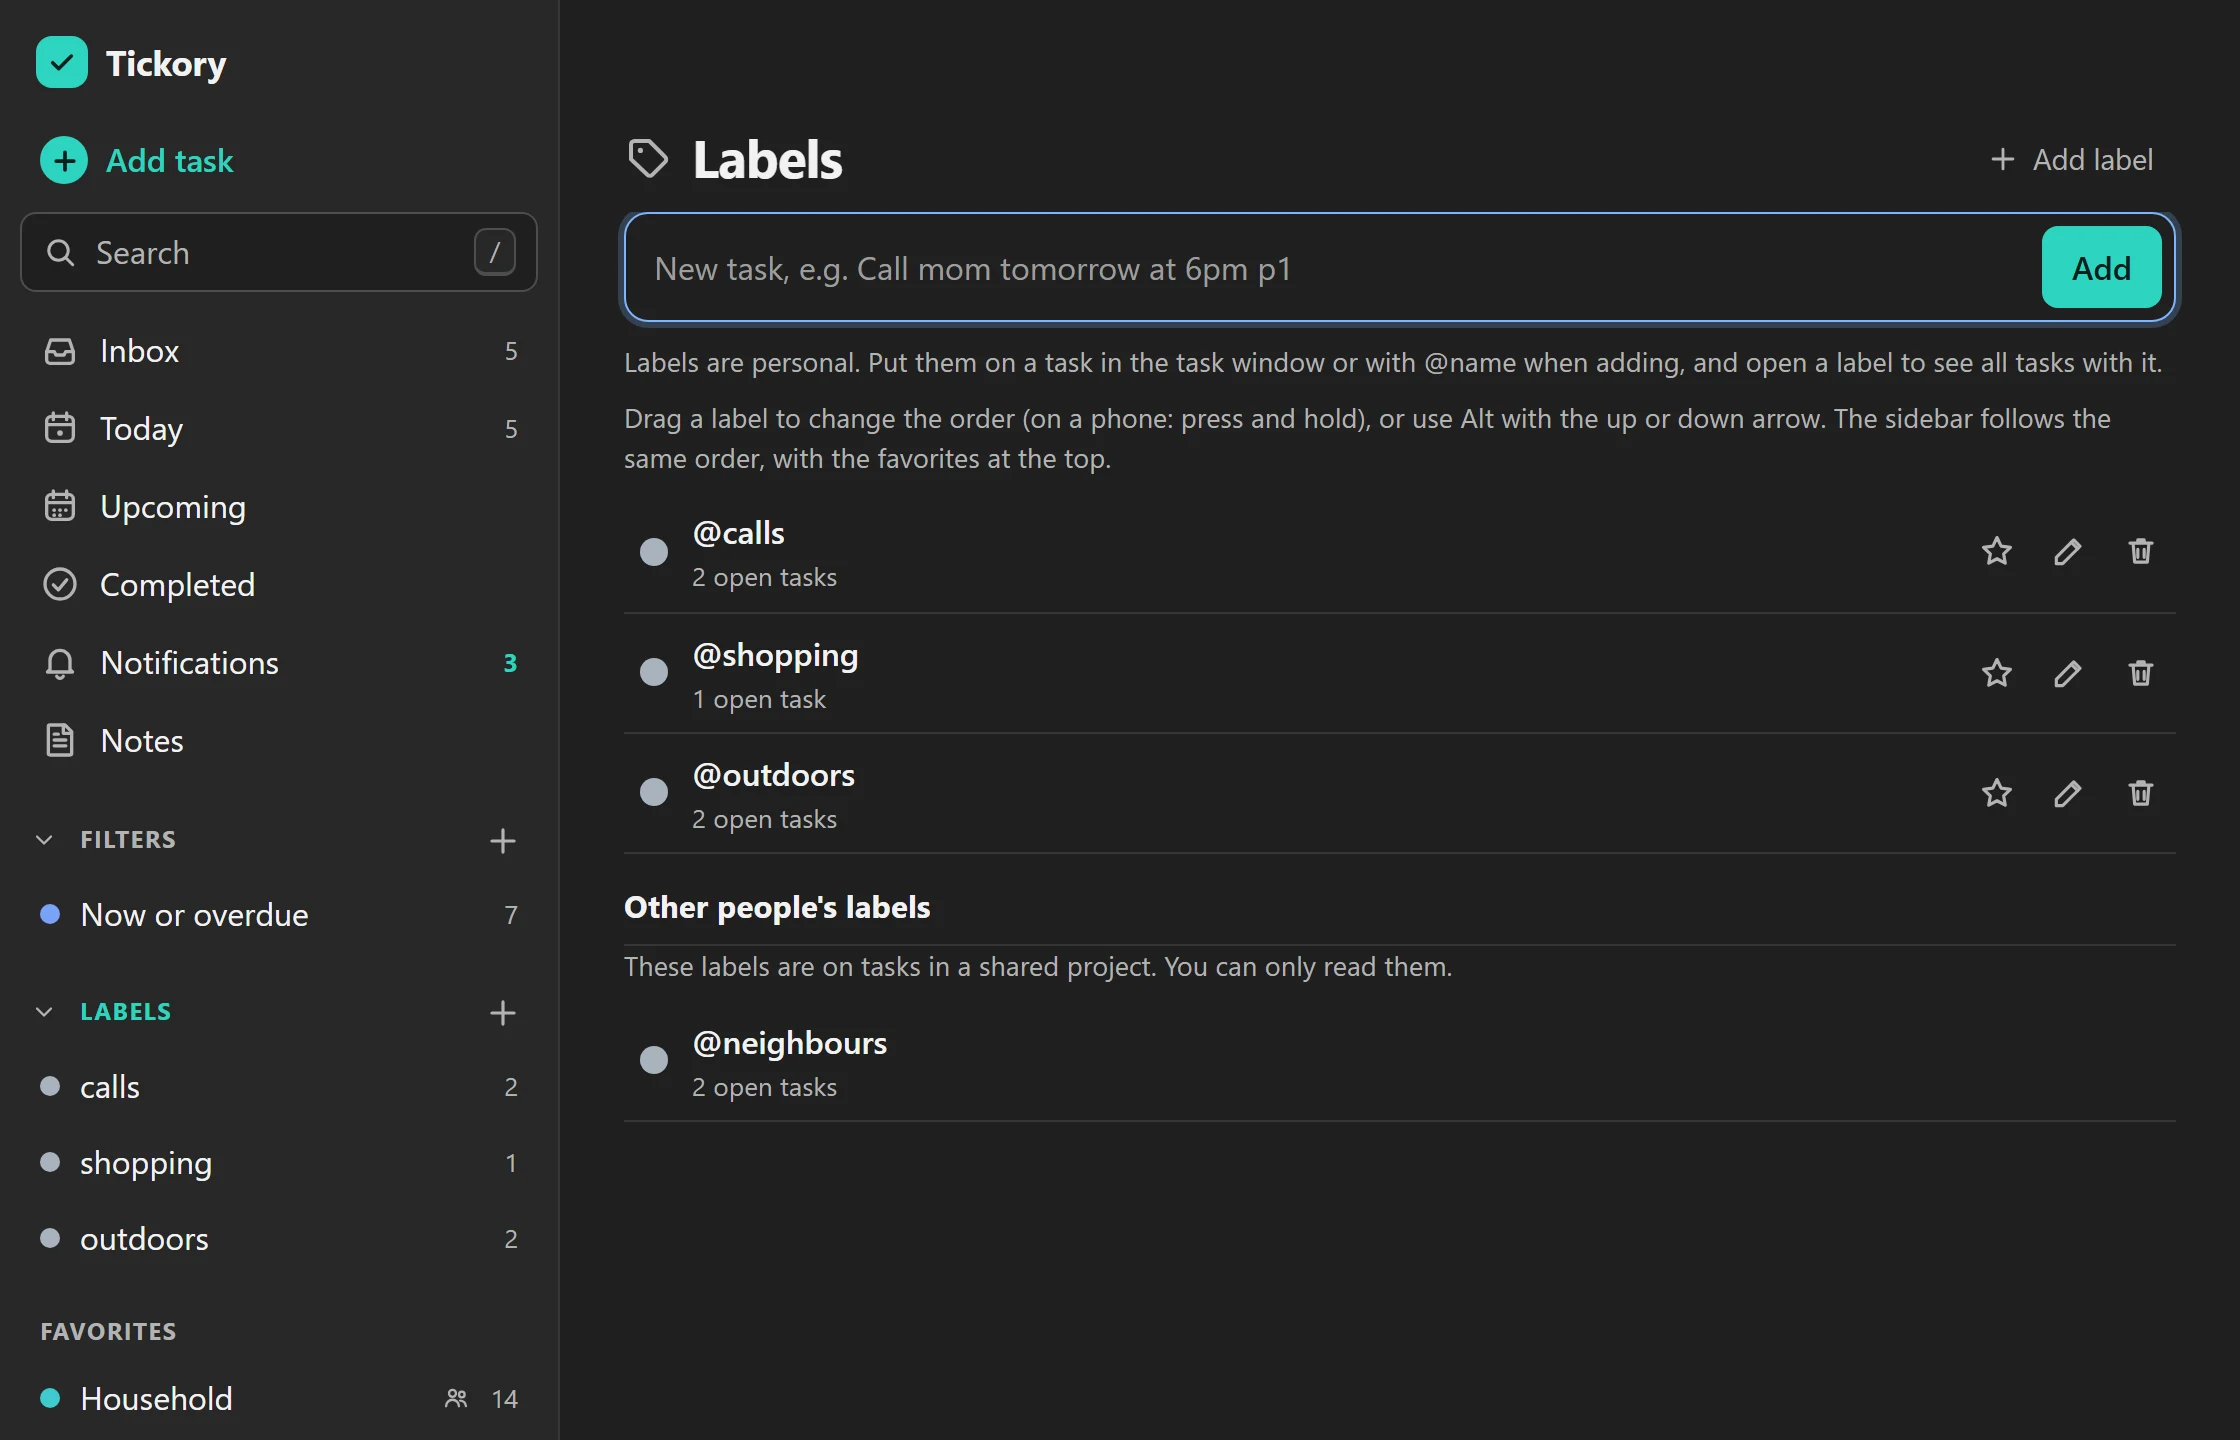 Tickory
Add task
Search /
Inbox 5
Today 5
Upcoming
Completed
Notifications 3
Notes
FILTERS
Now or overdue 7
LABELS
calls 2
shopping 1
outdoors 2
FAVORITES
Household 14
Labels
Add label
New task, e.g. Call mom tomorrow at 6pm p1
Add
Labels are personal. Put them on a task in the task window or with @name when adding, and open a label to see all tasks with it.
Drag a label to change the order (on a phone: press and hold), or use Alt with the up or down arrow. The sidebar follows the
same order, with the favorites at the top.
@calls
2 open tasks
@shopping
1 open task
@outdoors
2 open tasks
Other people's labels
These labels are on tasks in a shared project. You can only read them.
@neighbours
2 open tasks